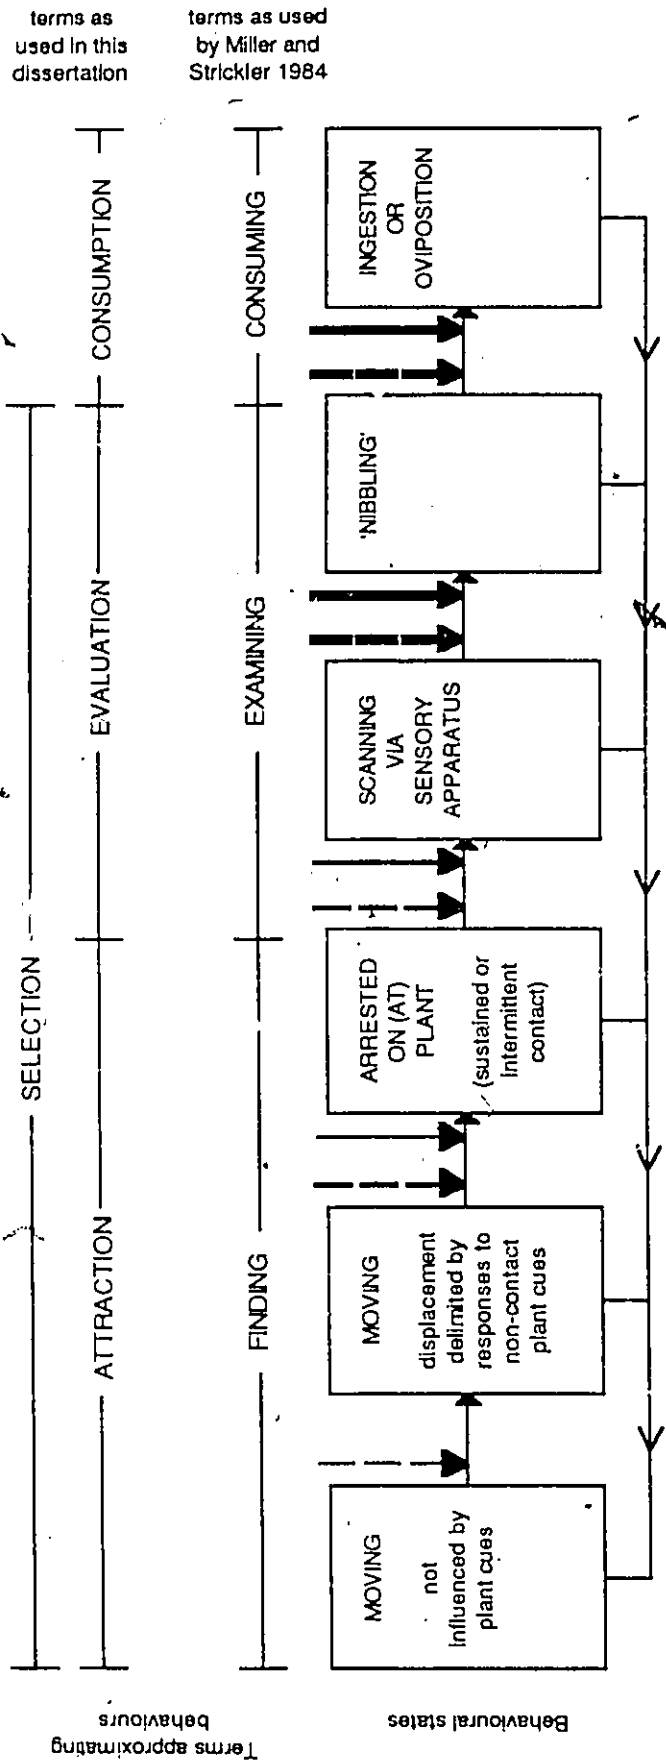 terms as
used in this
dissertation
terms as used
by Miller and
Strickler 1984
Terms approximating
behaviours
SELECTION
ATTRACTION
EVALUATION
CONSUMPTION
FINDING
EXAMINING
CONSUMING
Behavioural states
MOVING
not
influenced by
plant cues
MOVING
displacement
delimited by
responses to
non-contact
plant cues
ARRESTED
ON (AT)
PLANT
(sustained or
intermittent
contact)
SCANNING
VIA
SENSORY
APPARATUS
'NIBBLING'
INGESTION
OR
OVIPOSITION